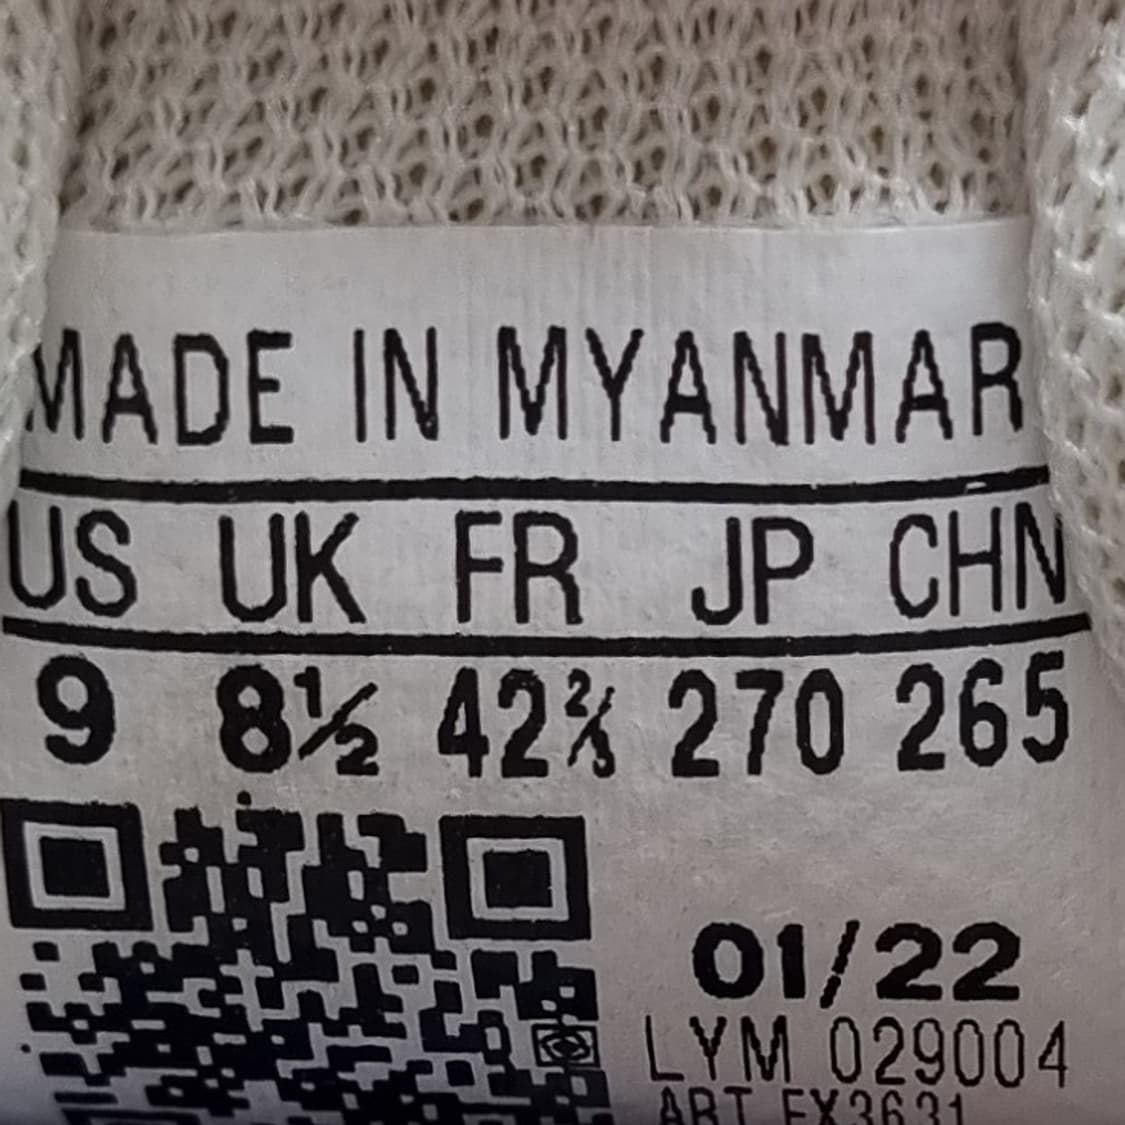 MADE IN MYANMAR
US UK FR JP CHN
9 8½ 42⅔ 270 265
01/22
LYM 029004
ART FX3631